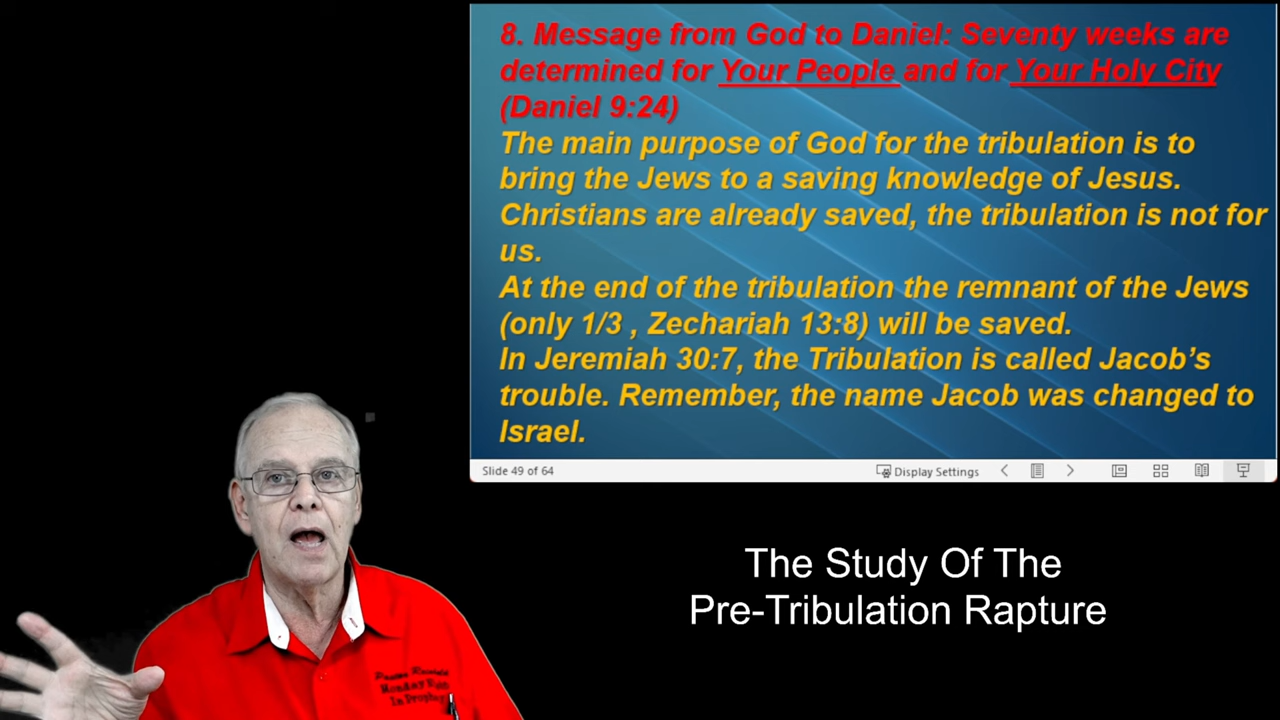 8. Message from God to Daniel: Seventy weeks are
determined for Your People and for Your Holy City
(Daniel 9:24)
The main purpose of God for the tribulation is to
bring the Jews to a saving knowledge of Jesus.
Christians are already saved, the tribulation is not for
us.
At the end of the tribulation the remnant of the Jews
(only 1/3 , Zechariah 13:8) will be saved.
In Jeremiah 30:7, the Tribulation is called Jacob's
trouble. Remember, the name Jacob was changed to
Israel.
Slide 49 of 64
Display Settings
The Study Of The
Pre-Tribulation Rapture
Monday
In Prophecy